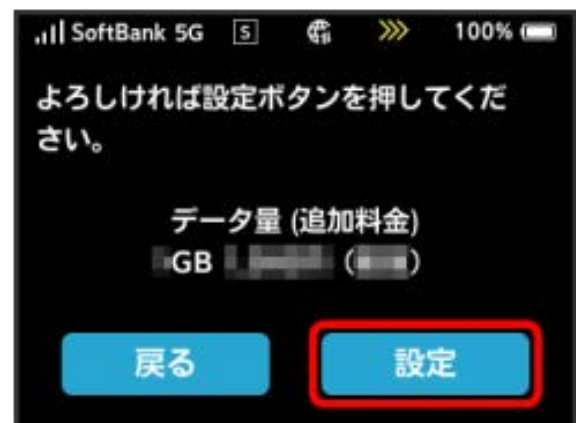 SoftBank 5G S 100%
よろしければ設定ボタンを押してくだ
さい。
データ量 (追加料金)
GB ( )
戻る 設定